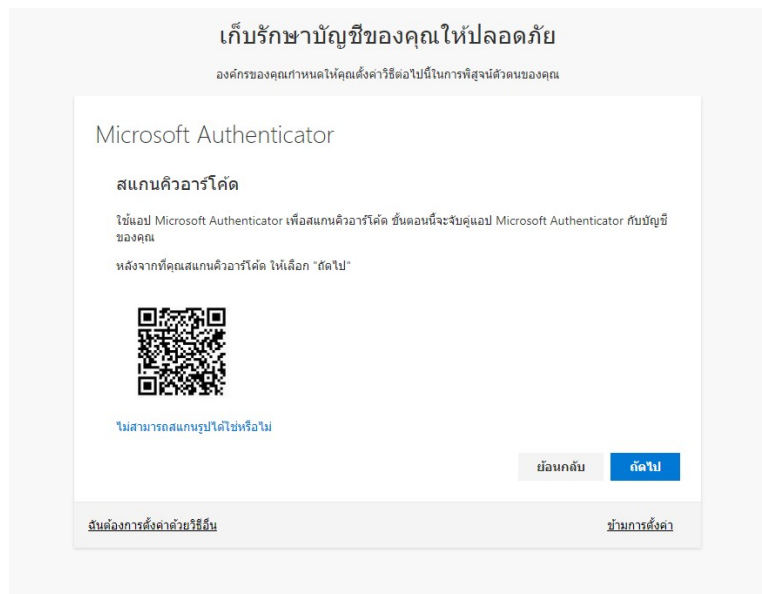 เก็บรักษาบัญชีของคุณให้ปลอดภัย
องค์กรของคุณกำหนดให้คุณตั้งค่าวิธีต่อไปนี้ในการพิสูจน์ตัวตนของคุณ
Microsoft Authenticator
สแกนคิวอาร์โค้ด
ใช้แอป Microsoft Authenticator เพื่อสแกนคิวอาร์โค้ด ขั้นตอนนี้จะจับคู่แอป Microsoft Authenticator กับบัญชี
ของคุณ
หลังจากที่คุณสแกนคิวอาร์โค้ด ให้เลือก "ถัดไป"
ไม่สามารถสแกนรูปได้ใช่หรือไม่
ย้อนกลับ
ถัดไป
ฉันต้องการตั้งค่าด้วยวิธีอื่น
ข้ามการตั้งค่า